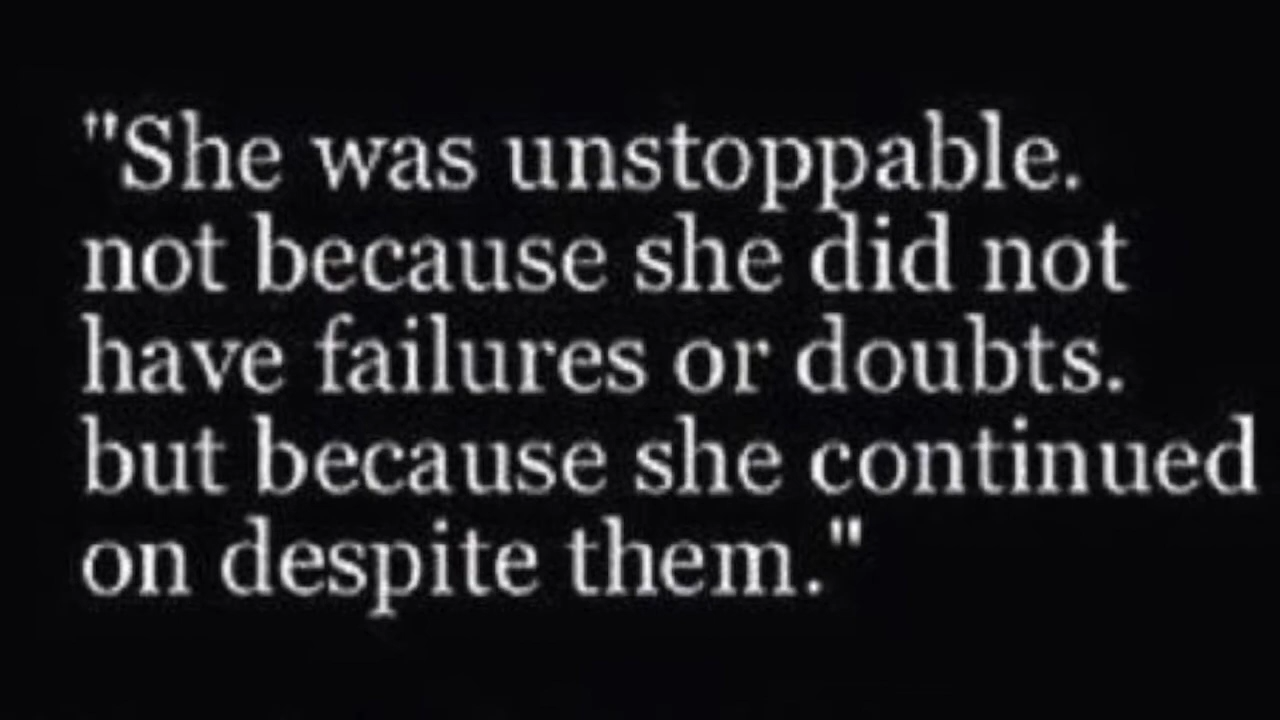 "She was unstoppable.
not because she did not
have failures or doubts.
but because she continued
on despite them."